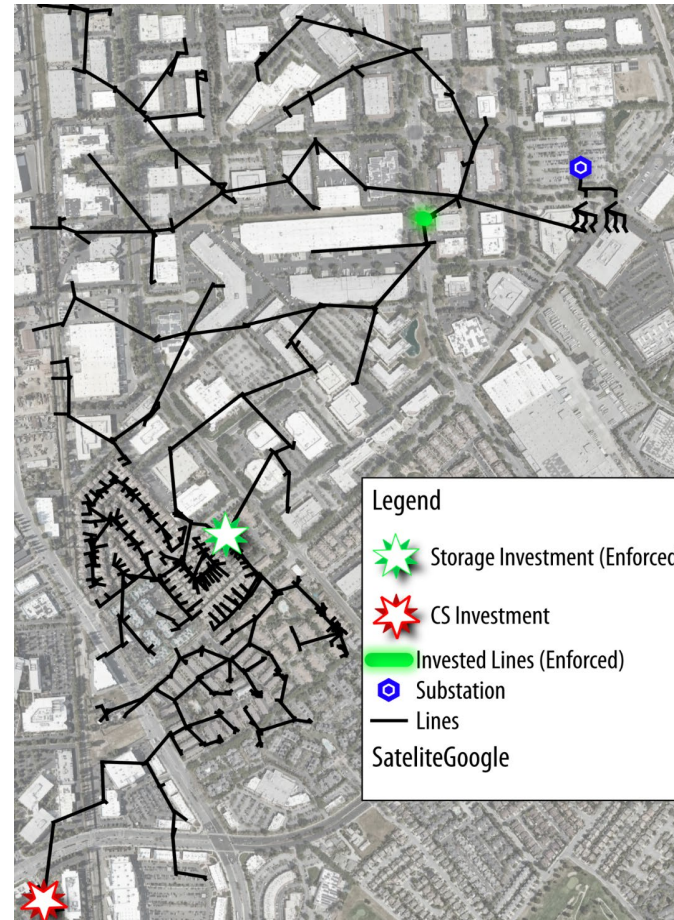 Legend
Storage Investment (Enforced
CS Investment
Invested Lines (Enforced)
Substation
Lines
SateliteGoogle